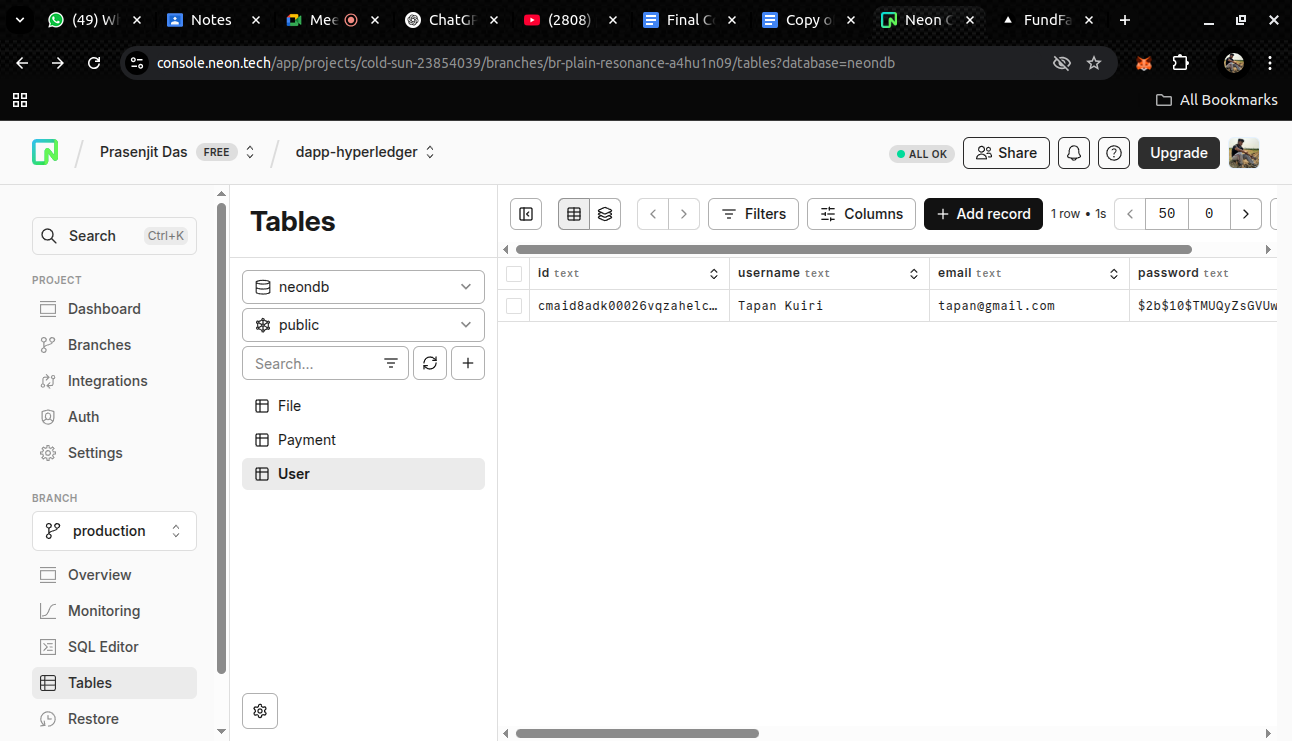 (49) Wh
Notes
Mee
ChatGP
(2808)
Final C
Copy o
Neon C
FundFa
console.neon.tech/app/projects/cold-sun-23854039/branches/br-plain-resonance-a4hu1n09/tables?database=neondb
All Bookmarks
Prasenjit Das FREE
dapp-hyperledger
ALL OK
Share
Upgrade
Search Ctrl+K
PROJECT
Dashboard
Branches
Integrations
Auth
Settings
BRANCH
production
Overview
Monitoring
SQL Editor
Tables
Restore
Tables
neondb
public
Search...
File
Payment
User
Filters
Columns
Add record
1 row • 1s
50
0
id text
username text
email text
password text
cmaid8adk00026vqzahelc…
Tapan Kuiri
tapan@gmail.com
$2b$10$TMUQyZsGVUw